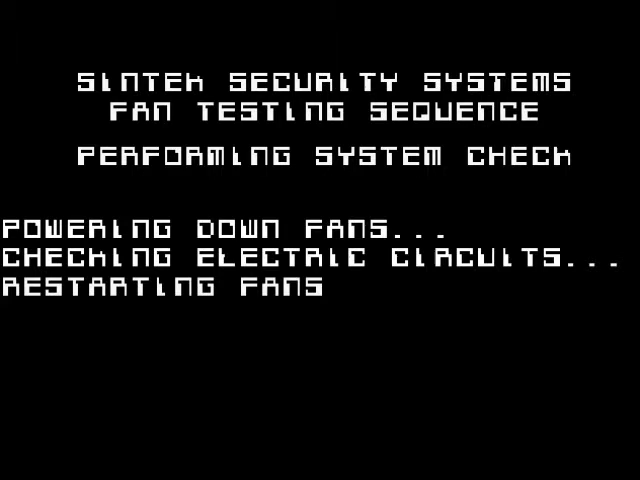 SINTEK SECURITY SYSTEMS
FAN TESTING SEQUENCE
PERFORMING SYSTEM CHECK
POWERING DOWN FANS...
CHECKING ELECTRIC CIRCUITS...
RESTARTING FANS